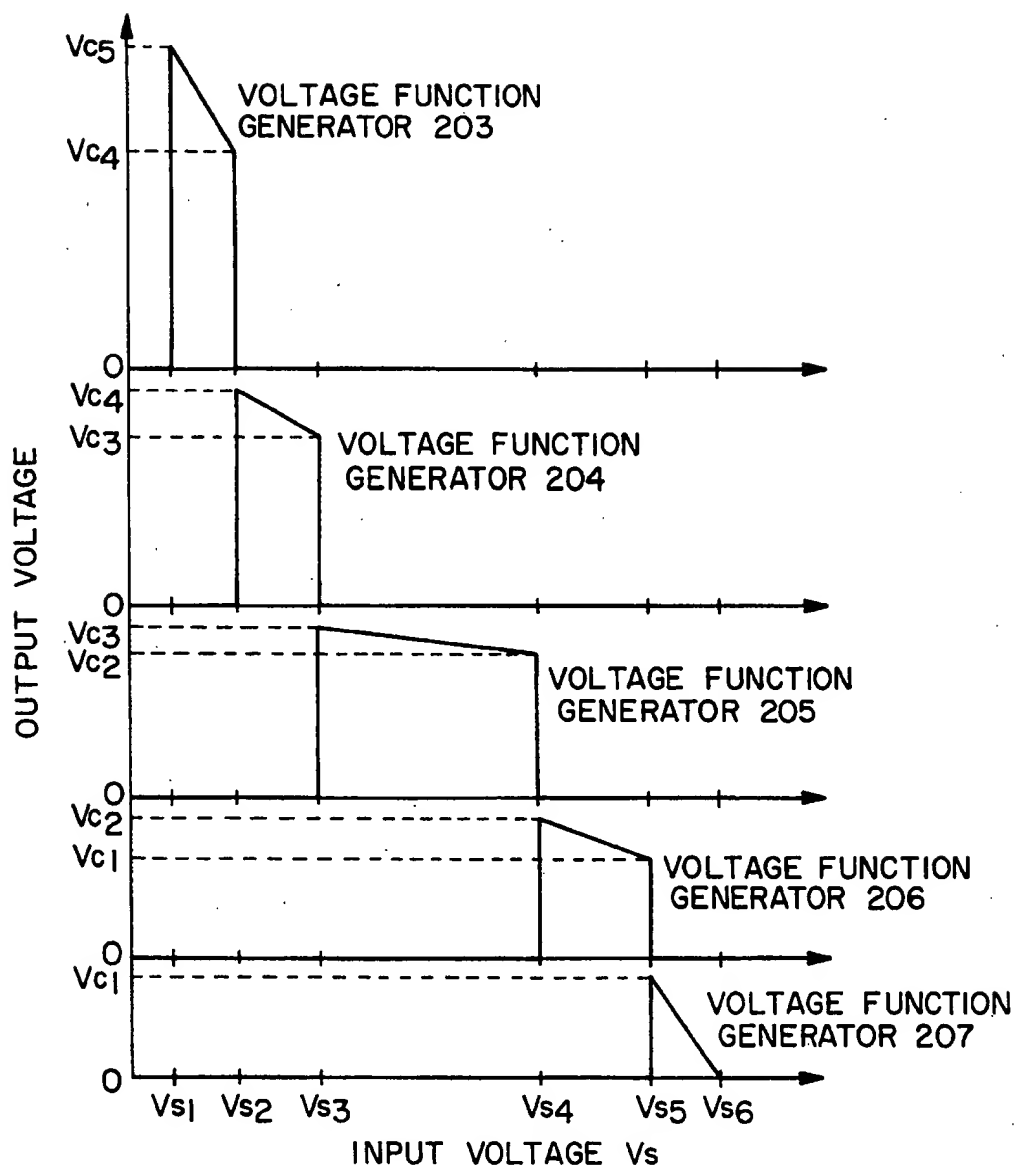 Vc5
VOLTAGE FUNCTION
GENERATOR 203
Vc4
0
Vc4
Vc3
VOLTAGE FUNCTION
GENERATOR 204
0
Vc3
Vc2
VOLTAGE FUNCTION
GENERATOR 205
0
Vc2
Vc1
VOLTAGE FUNCTION
GENERATOR 206
0
Vc1
VOLTAGE FUNCTION
GENERATOR 207
0
Vs1 Vs2 Vs3 Vs4 Vs5 Vs6
INPUT VOLTAGE Vs
OUTPUT VOLTAGE